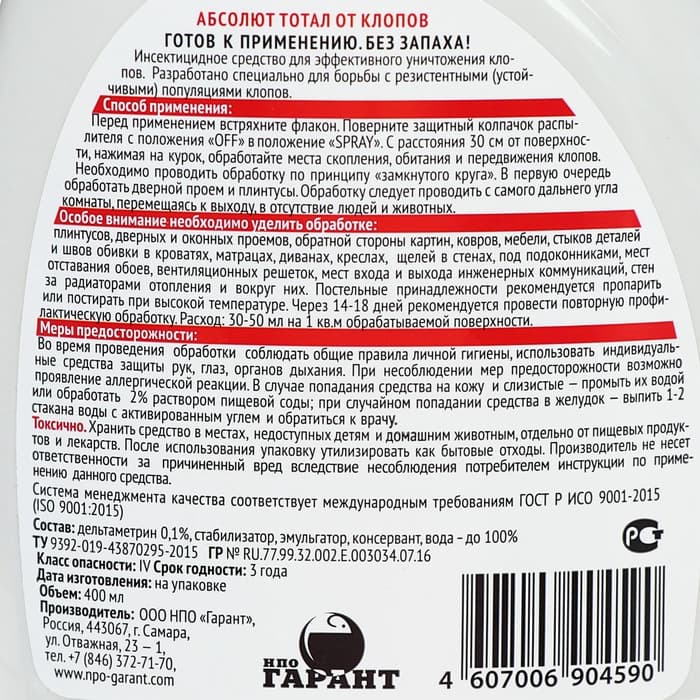 АБСОЛЮТ ТОТАЛ ОТ КЛОПОВ
ГОТОВ К ПРИМЕНЕНИЮ. БЕЗ ЗАПАХА!
Инсектицидное средство для эффективного уничтожения кло-
пов. Разработано специально для борьбы с резистентными (устой-
чивыми) популяциями клопов.
Способ применения:
Перед применением встряхните флакон. Поверните защитный колпачок распы-
лителя с положения «OFF» в положение «SPRAY». С расстояния 30 см от поверхнос-
ти, нажимая на курок, обработайте места скопления, обитания и передвижения клопов.
Необходимо проводить обработку по принципу «замкнутого круга». В первую очередь
обработать дверной проем и плинтусы. Обработку следует проводить с самого дальнего угла
комнаты, перемещаясь к выходу, в отсутствие людей и животных.
Особое внимание необходимо уделить обработке:
плинтусов, дверных и оконных проемов, обратной стороны картин, ковров, мебели, стыков деталей
и швов обивки в кроватях, матрацах, диванах, креслах, щелей в стенах, под подоконниками, мест
отставания обоев, вентиляционных решеток, мест входа и выхода инженерных коммуникаций, стен
за радиаторами отопления и вокруг них. Постельные принадлежности рекомендуется пропарить
или постирать при высокой температуре. Через 14-18 дней рекомендуется провести повторную профи-
лактическую обработку. Расход: 30-50 мл на 1 кв.м обрабатываемой поверхности.
Меры предосторожности:
Во время проведения обработки соблюдать общие правила личной гигиены, использовать индивидуаль-
ные средства защиты рук, глаз, органов дыхания. При несоблюдении мер предосторожности возможно
проявление аллергической реакции. В случае попадания средства на кожу и слизистые – промыть их водой
или обработать 2% раствором пищевой соды; при случайном попадании средства в желудок – выпить 1-2
стакана воды с активированным углем и обратиться к врачу.
Токсично. Хранить средство в местах, недоступных детям и домашним животным, отдельно от пищевых продук-
тов и лекарств. После использования упаковку утилизировать как бытовые отходы. Производитель не несет
ответственности за причиненный вред вследствие несоблюдения потребителем инструкции по приме-
нению данного средства.
Система менеджмента качества соответствует международным требованиям ГОСТ Р ИСО 9001-2015
(ISO 9001:2015)
Состав: дельтаметрин 0,1%, стабилизатор, эмульгатор, консервант, вода – до 100%
ТУ 9392-019-43870295-2015 ГР № RU.77.99.32.002.E.003034.07.16
Класс опасности: IV Срок годности: 3 года
Дата изготовления: на упаковке
Объем: 400 мл
Производитель: ООО НПО «Гарант»,
Россия, 443067, г. Самара,
ул. Отважная, 23 – 1,
тел. +7 (846) 372-71-70,
www.npo-garant.com
РСТ
НПО
ГАРАНТ
4 607006 904590